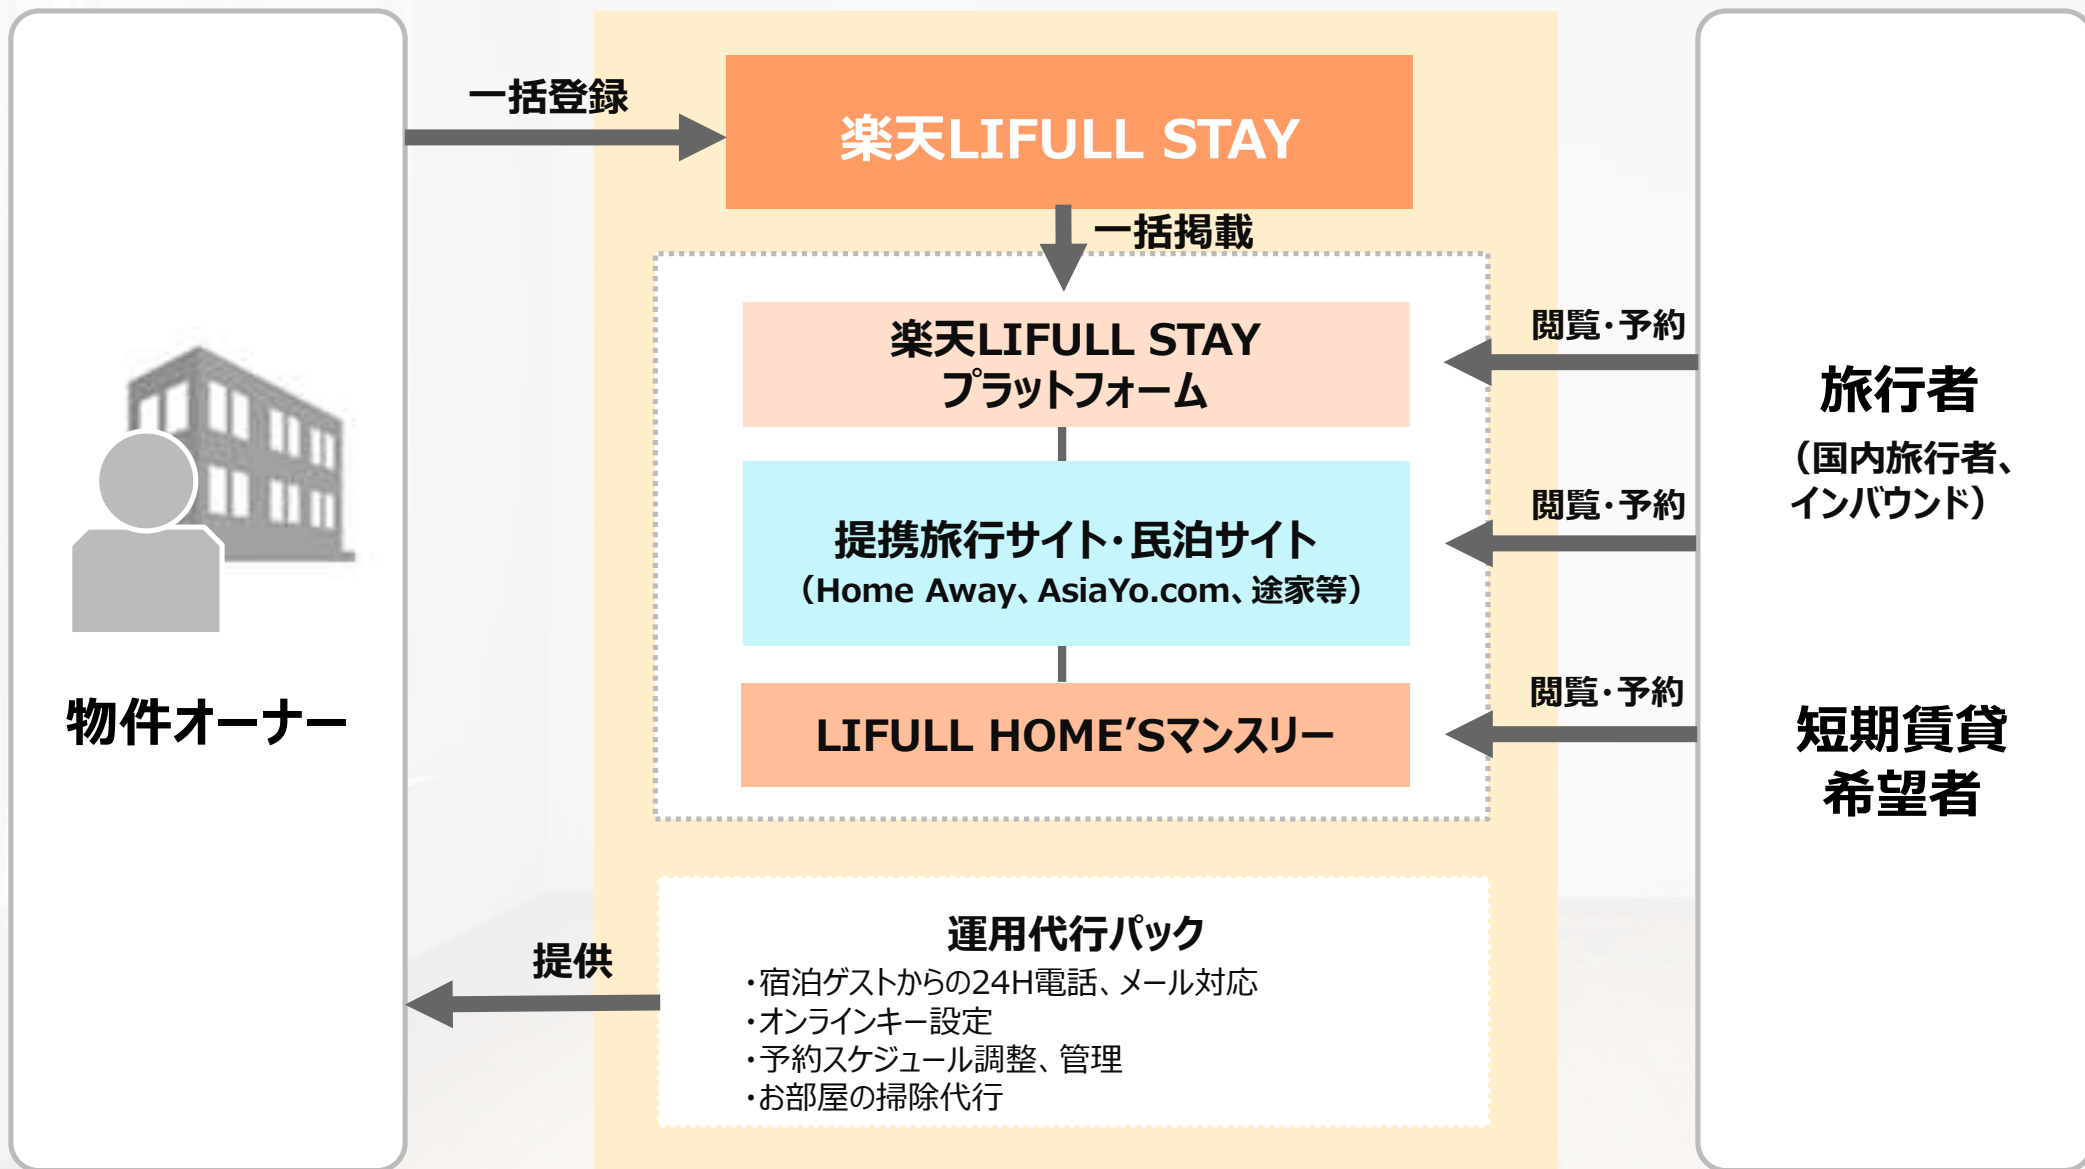 一括登録
楽天LIFULL STAY
一括掲載
楽天LIFULL STAY
プラットフォーム
閲覧・予約
提携旅行サイト・民泊サイト
（Home Away、AsiaYo.com、途家等）
閲覧・予約
LIFULL HOME’Sマンスリー
閲覧・予約
物件オーナー
旅行者
（国内旅行者、
インバウンド）
短期賃貸
希望者
提供
運用代行パック
・宿泊ゲストからの24H電話、メール対応
・オンラインキー設定
・予約スケジュール調整、管理
・お部屋の掃除代行